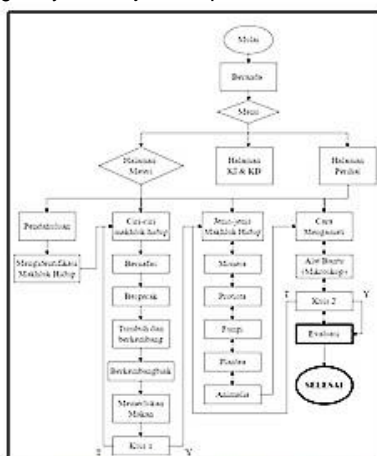 Mulai
Beranda
Menu
Halaman
Materi
Halaman
KI & KD
Halaman
Pendahuluan
Ciri-ciri
makhluk hidup
Jenis-jenis
Makhluk Hidup
Cara
Mengidentifikasi
Makhluk Hidup
Bernafas
Monera
Alat Bantu
(Mikroskop)
Bergerak
Protista
T
Kuis 2
Y
Tumbuh dan
berkembang
Fungi
Evaluasi
Berkembangbiak
Plantae
SELESAI
Memerlukan
Makan
Animalia
T
Kuis 1
Y